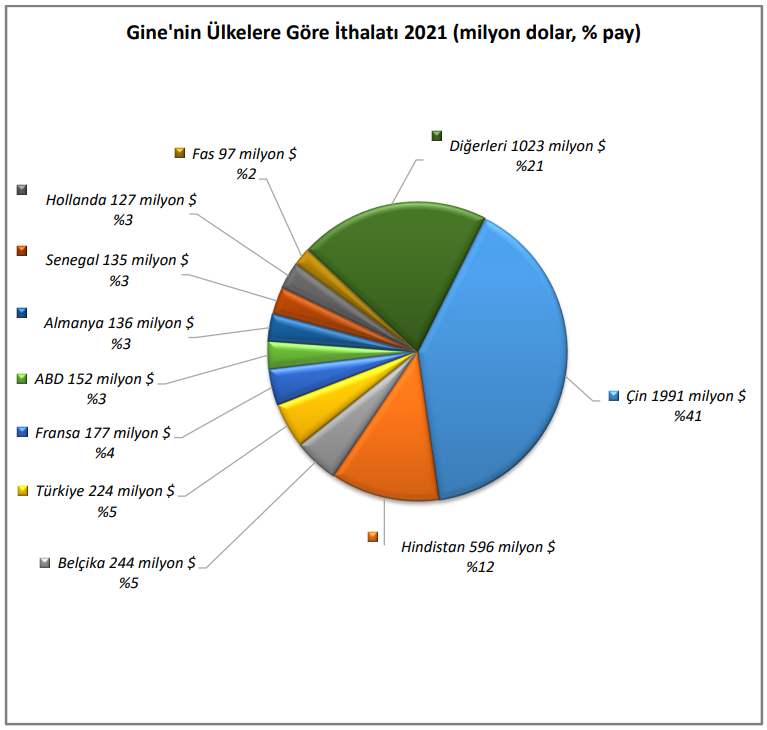 Gine'nin Ülkelere Göre İthalatı 2021 (milyon dolar, % pay)
Diğerleri 1023 milyon $
%21
Fas 97 milyon $
%2
Hollanda 127 milyon $
%3
Senegal 135 milyon $
%3
Almanya 136 milyon $
%3
ABD 152 milyon $
%3
Fransa 177 milyon $
%4
Türkiye 224 milyon $
%5
Belçika 244 milyon $
%5
Hindistan 596 milyon $
%12
Çin 1991 milyon $
%41